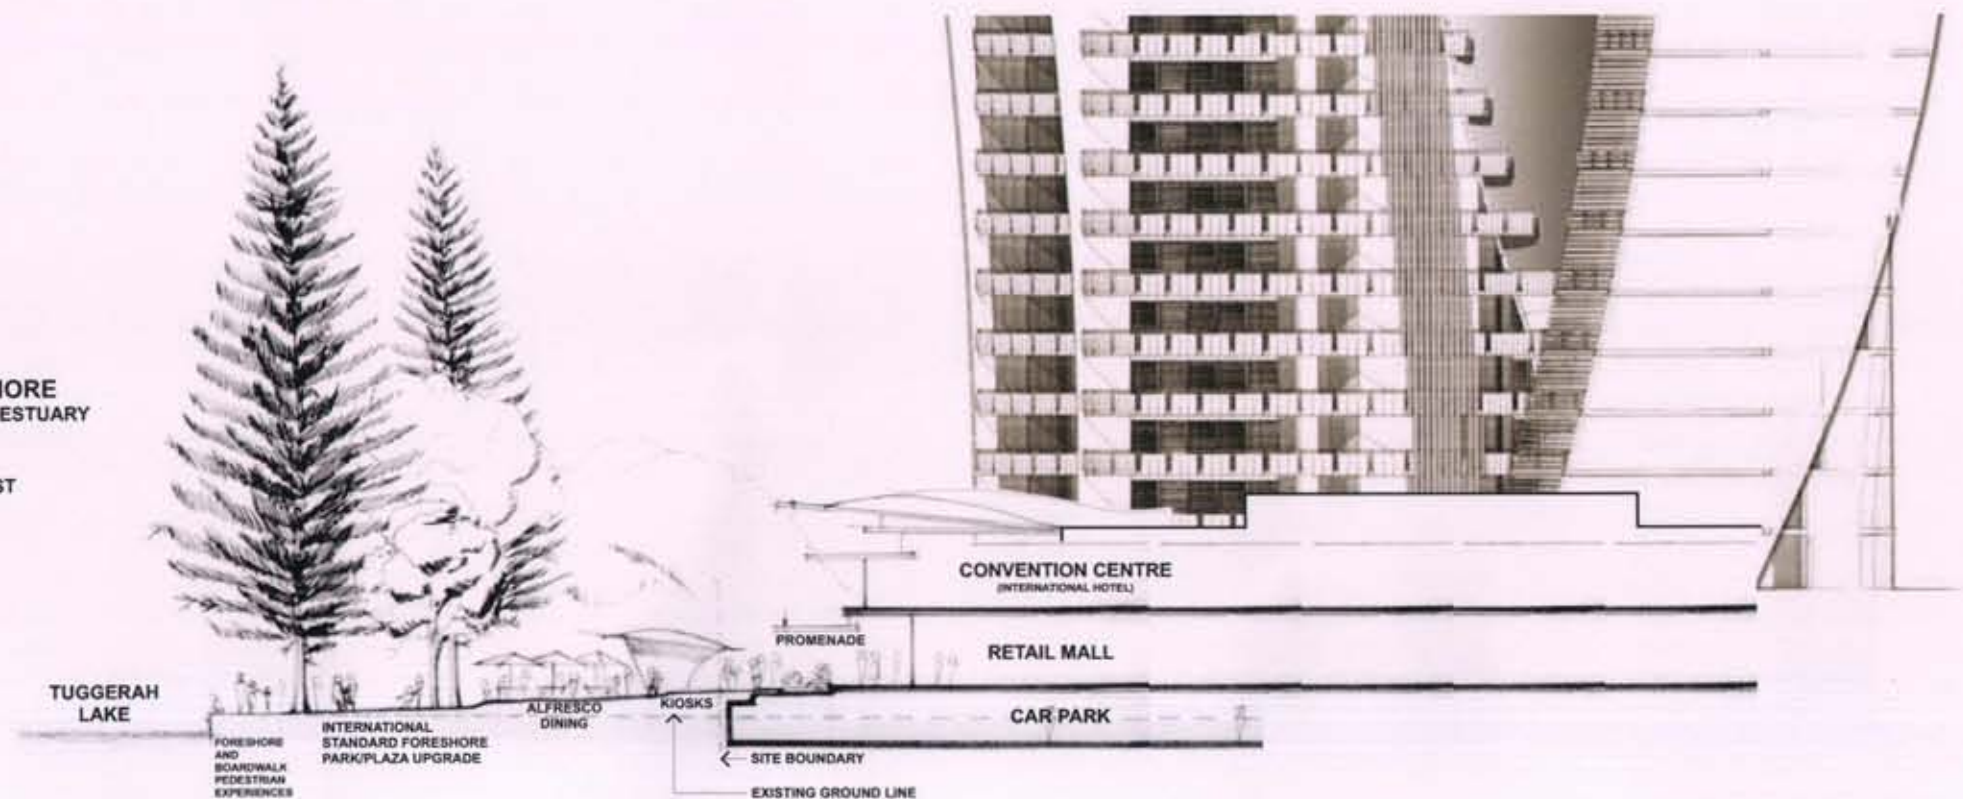 HORE
ESTUARY
ST
TUGGERAH
LAKE
FORESHORE
AND
BOARDWALK
PEDESTRIAN
EXPERIENCES
INTERNATIONAL
STANDARD FORESHORE
PARK/PLAZA UPGRADE
ALFRESCO
DINING
KIOSKS
PROMENADE
CONVENTION CENTRE
(INTERNATIONAL HOTEL)
RETAIL MALL
CAR PARK
SITE BOUNDARY
EXISTING GROUND LINE